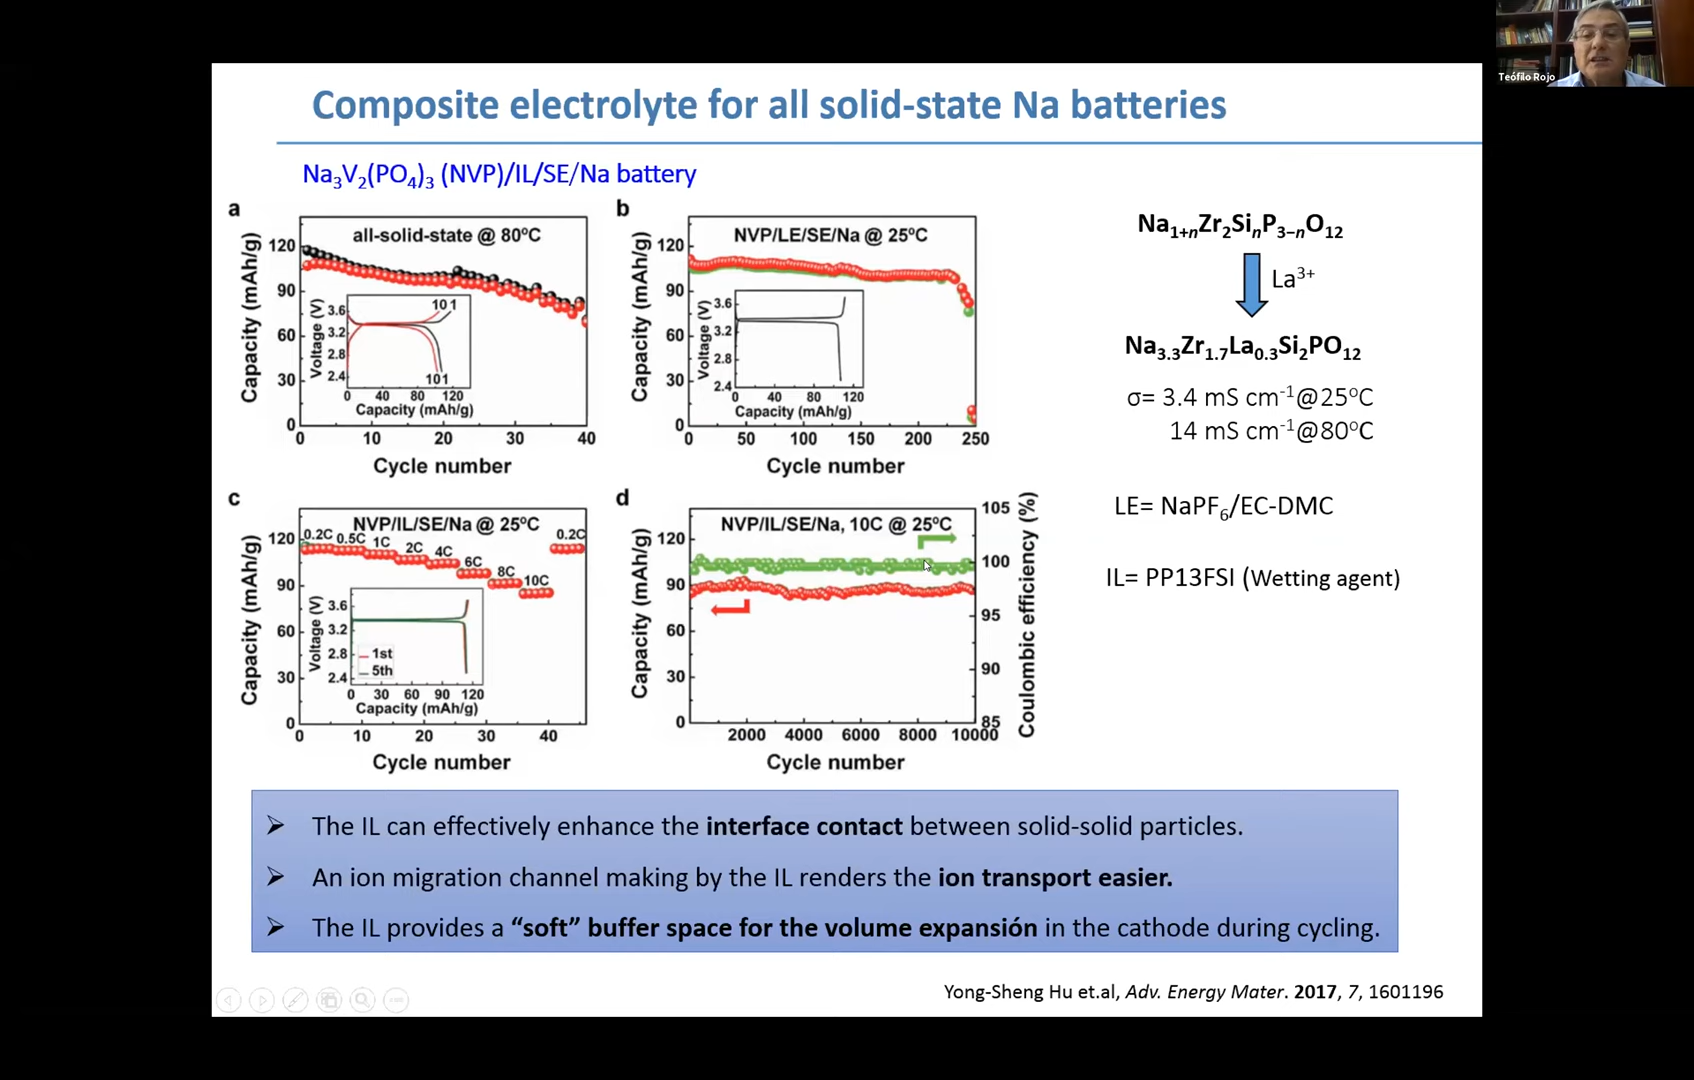 Teófilo Rojo
Composite electrolyte for all solid-state Na batteries
Na3V2(PO4)3 (NVP)/IL/SE/Na battery
a
all-solid-state @ 80ºC
Capacity (mAh/g)
120
90
60
30
0
0 10 20 30 40
Cycle number
Voltage (V)
3.6
3.2
2.8
2.4
10 1
10 1
0 40 80 120
Capacity (mAh/g)
b
NVP/LE/SE/Na @ 25ºC
Capacity (mAh/g)
120
90
60
30
0
0 50 100 150 200 250
Cycle number
Voltage (V)
3.6
3.2
2.8
2.4
0 40 80 120
Capacity (mAh/g)
c
NVP/IL/SE/Na @ 25ºC
Capacity (mAh/g)
120
90
60
30
0
0.2C 0.5C 1C 2C 4C 6C 8C 10C 0.2C
0 10 20 30 40
Cycle number
Voltage (V)
3.6
3.2
2.8
2.4
1st
5th
0 30 60 90 120
Capacity (mAh/g)
d
NVP/IL/SE/Na, 10C @ 25ºC
Capacity (mAh/g)
120
90
60
30
0
105
100
95
90
85
Coulombic efficiency (%)
2000 4000 6000 8000 10000
Cycle number
Na1+nZr2SinP3−nO12
La3+
Na3.3Zr1.7La0.3Si2PO12
σ= 3.4 mS cm-1@25ºC
14 mS cm-1@80ºC
LE= NaPF6/EC-DMC
IL= PP13FSI (Wetting agent)
➢ The IL can effectively enhance the interface contact between solid-solid particles.
➢ An ion migration channel making by the IL renders the ion transport easier.
➢ The IL provides a “soft” buffer space for the volume expansión in the cathode during cycling.
Yong-Sheng Hu et.al, Adv. Energy Mater. 2017, 7, 1601196